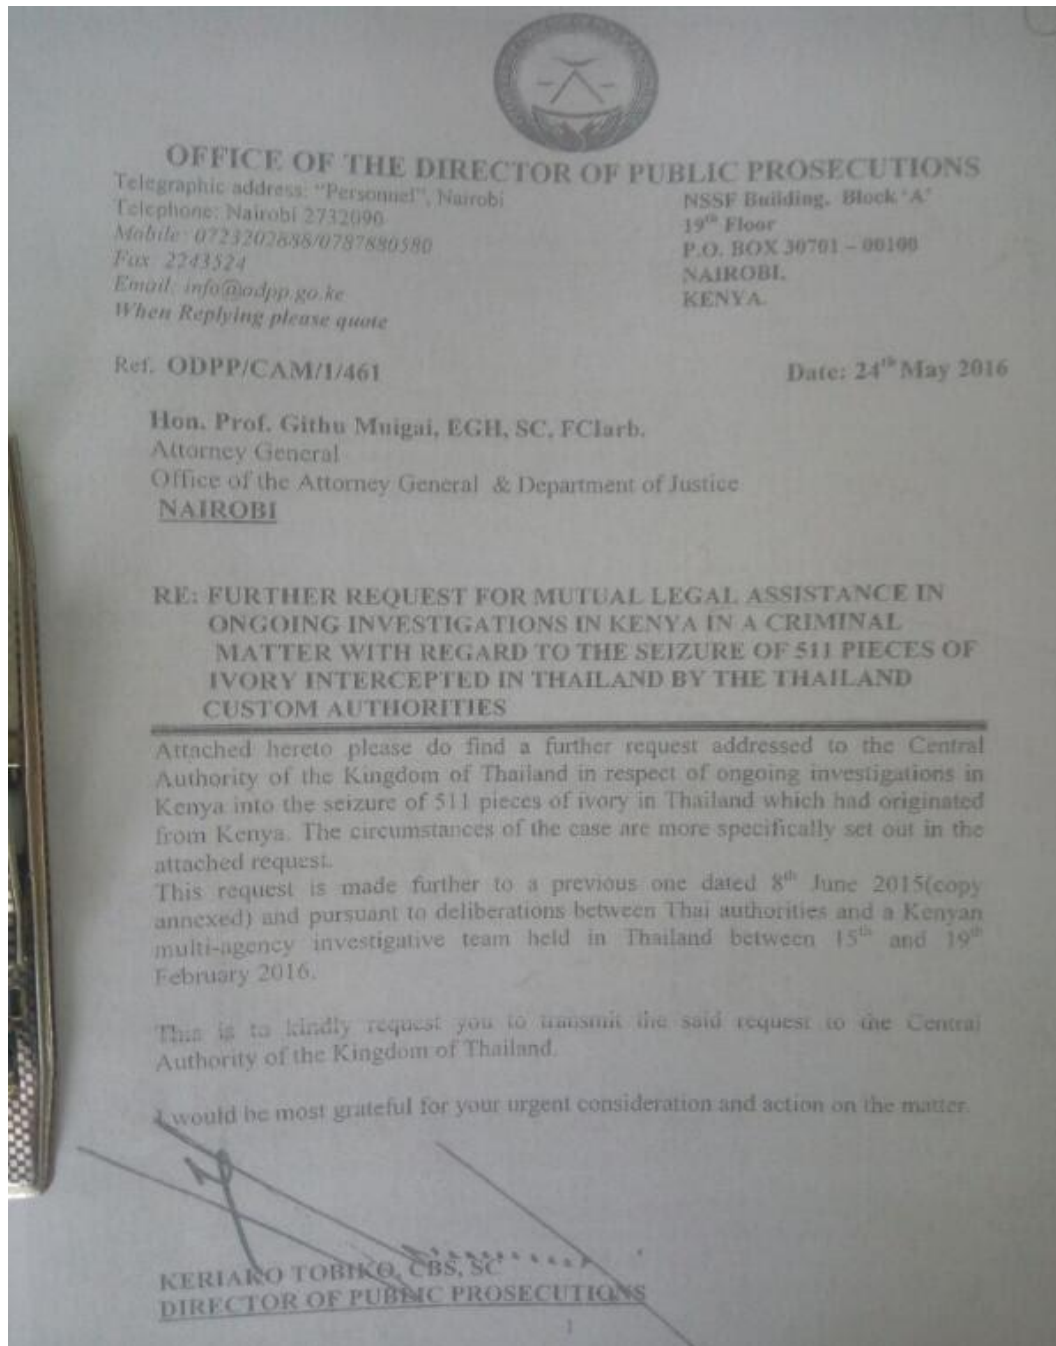 OFFICE OF THE DIRECTOR OF PUBLIC PROSECUTIONS
Telegraphic address: "Personnel", Nairobi
Telephone: Nairobi 2732090
Mobile: 0723202888/0787880580
Fax: 2243524
Email: info@odpp.go.ke
When Replying please quote
NSSF Building, Block 'A'
19th Floor
P.O. BOX 30701 – 00100
NAIROBI.
KENYA.
Ref. ODPP/CAM/1/461
Date: 24th May 2016
Hon. Prof. Githu Muigai, EGH, SC, FCIarb.
Attorney General
Office of the Attorney General & Department of Justice
NAIROBI
RE: FURTHER REQUEST FOR MUTUAL LEGAL ASSISTANCE IN
ONGOING INVESTIGATIONS IN KENYA IN A CRIMINAL
MATTER WITH REGARD TO THE SEIZURE OF 511 PIECES OF
IVORY INTERCEPTED IN THAILAND BY THE THAILAND
CUSTOM AUTHORITIES
Attached hereto please do find a further request addressed to the Central
Authority of the Kingdom of Thailand in respect of ongoing investigations in
Kenya into the seizure of 511 pieces of ivory in Thailand which had originated
from Kenya. The circumstances of the case are more specifically set out in the
attached request.
This request is made further to a previous one dated 8th June 2015(copy
annexed) and pursuant to deliberations between Thai authorities and a Kenyan
multi-agency investigative team held in Thailand between 15th and 19th
February 2016.
This is to kindly request you to transmit the said request to the Central
Authority of the Kingdom of Thailand.
I would be most grateful for your urgent consideration and action on the matter.
KERIAKO TOBIKO, CBS, SC
DIRECTOR OF PUBLIC PROSECUTIONS
1